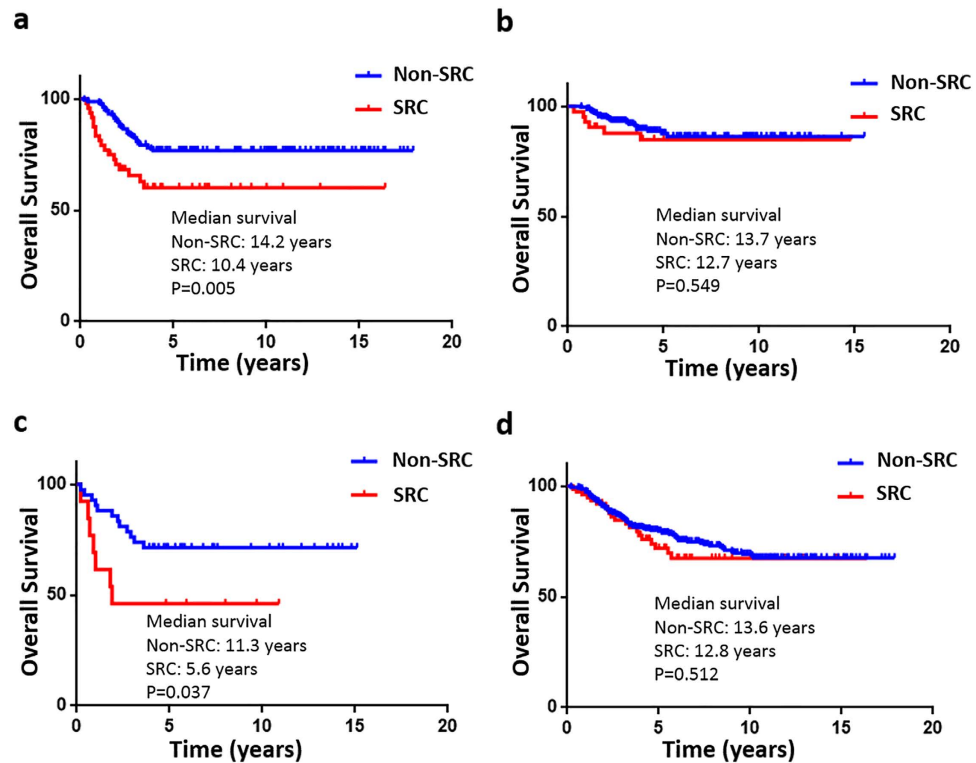 a
Non-SRC
SRC
100
50
0
Overall Survival
Median survival
Non-SRC: 14.2 years
SRC: 10.4 years
P=0.005
0 5 10 15 20
Time (years)
b
Non-SRC
SRC
100
50
0
Overall Survival
Median survival
Non-SRC: 13.7 years
SRC: 12.7 years
P=0.549
0 5 10 15 20
Time (years)
c
Non-SRC
SRC
100
50
0
Overall Survival
Median survival
Non-SRC: 11.3 years
SRC: 5.6 years
P=0.037
0 5 10 15 20
Time (years)
d
Non-SRC
SRC
100
50
0
Overall Survival
Median survival
Non-SRC: 13.6 years
SRC: 12.8 years
P=0.512
0 5 10 15 20
Time (years)